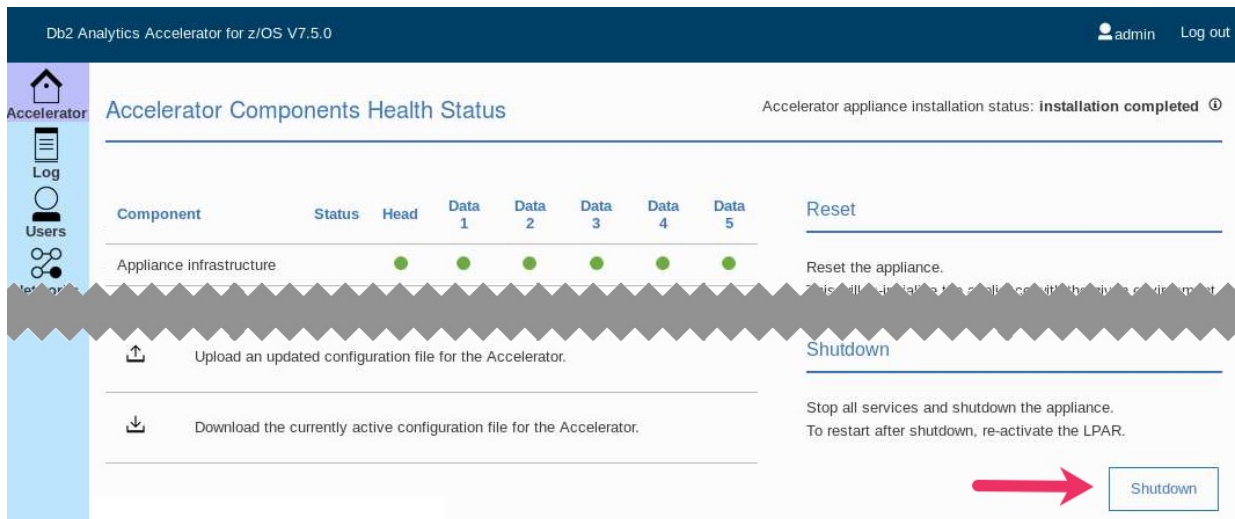 Db2 Analytics Accelerator for z/OS V7.5.0
admin Log out
Accelerator
Log
Users
Accelerator Components Health Status
Accelerator appliance installation status: installation completed
Component Status Head Data 1 Data 2 Data 3 Data 4 Data 5
Appliance infrastructure
Reset
Reset the appliance.
Upload an updated configuration file for the Accelerator.
Download the currently active configuration file for the Accelerator.
Shutdown
Stop all services and shutdown the appliance.
To restart after shutdown, re-activate the LPAR.
Shutdown